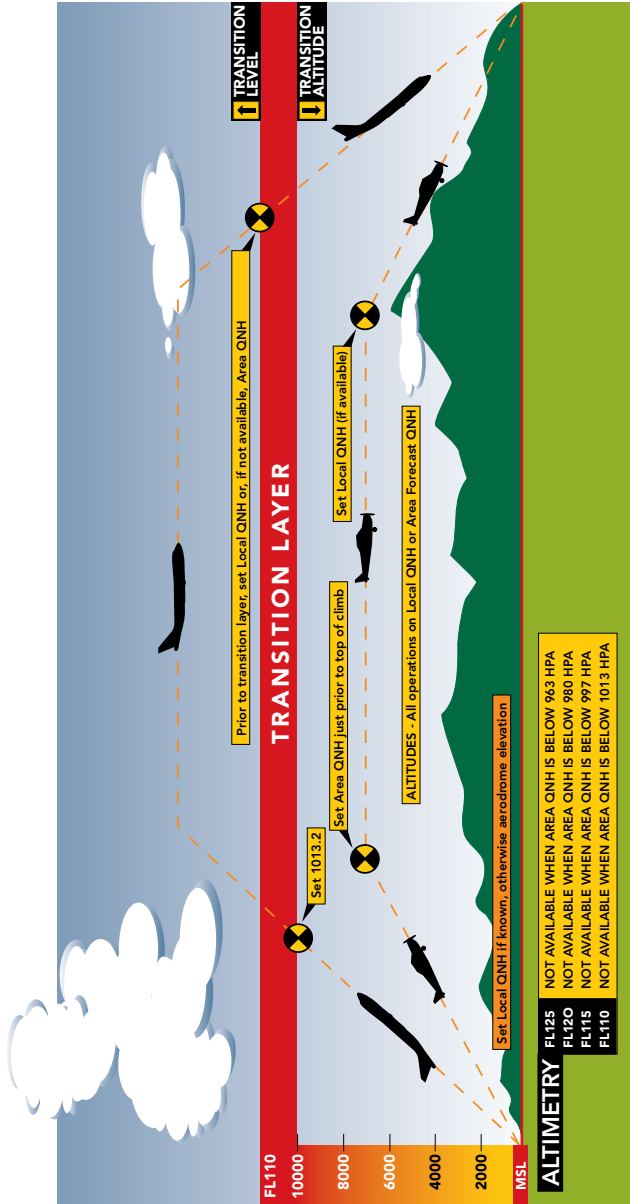 TRANSITION
LEVEL
TRANSITION
ALTITUDE
Prior to transition layer, set Local QNH or, if not available, Area QNH
TRANSITION LAYER
Set 1013.2
Set Area QNH just prior to top of climb
Set Local QNH (if available)
ALTITUDES - All operations on Local QNH or Area Forecast QNH
Set Local QNH if known, otherwise aerodrome elevation
FL110
10000
8000
6000
4000
2000
MSL
ALTIMETRY
FL125 NOT AVAILABLE WHEN AREA QNH IS BELOW 963 HPA
FL12O NOT AVAILABLE WHEN AREA QNH IS BELOW 980 HPA
FL115 NOT AVAILABLE WHEN AREA QNH IS BELOW 997 HPA
FL110 NOT AVAILABLE WHEN AREA QNH IS BELOW 1013 HPA